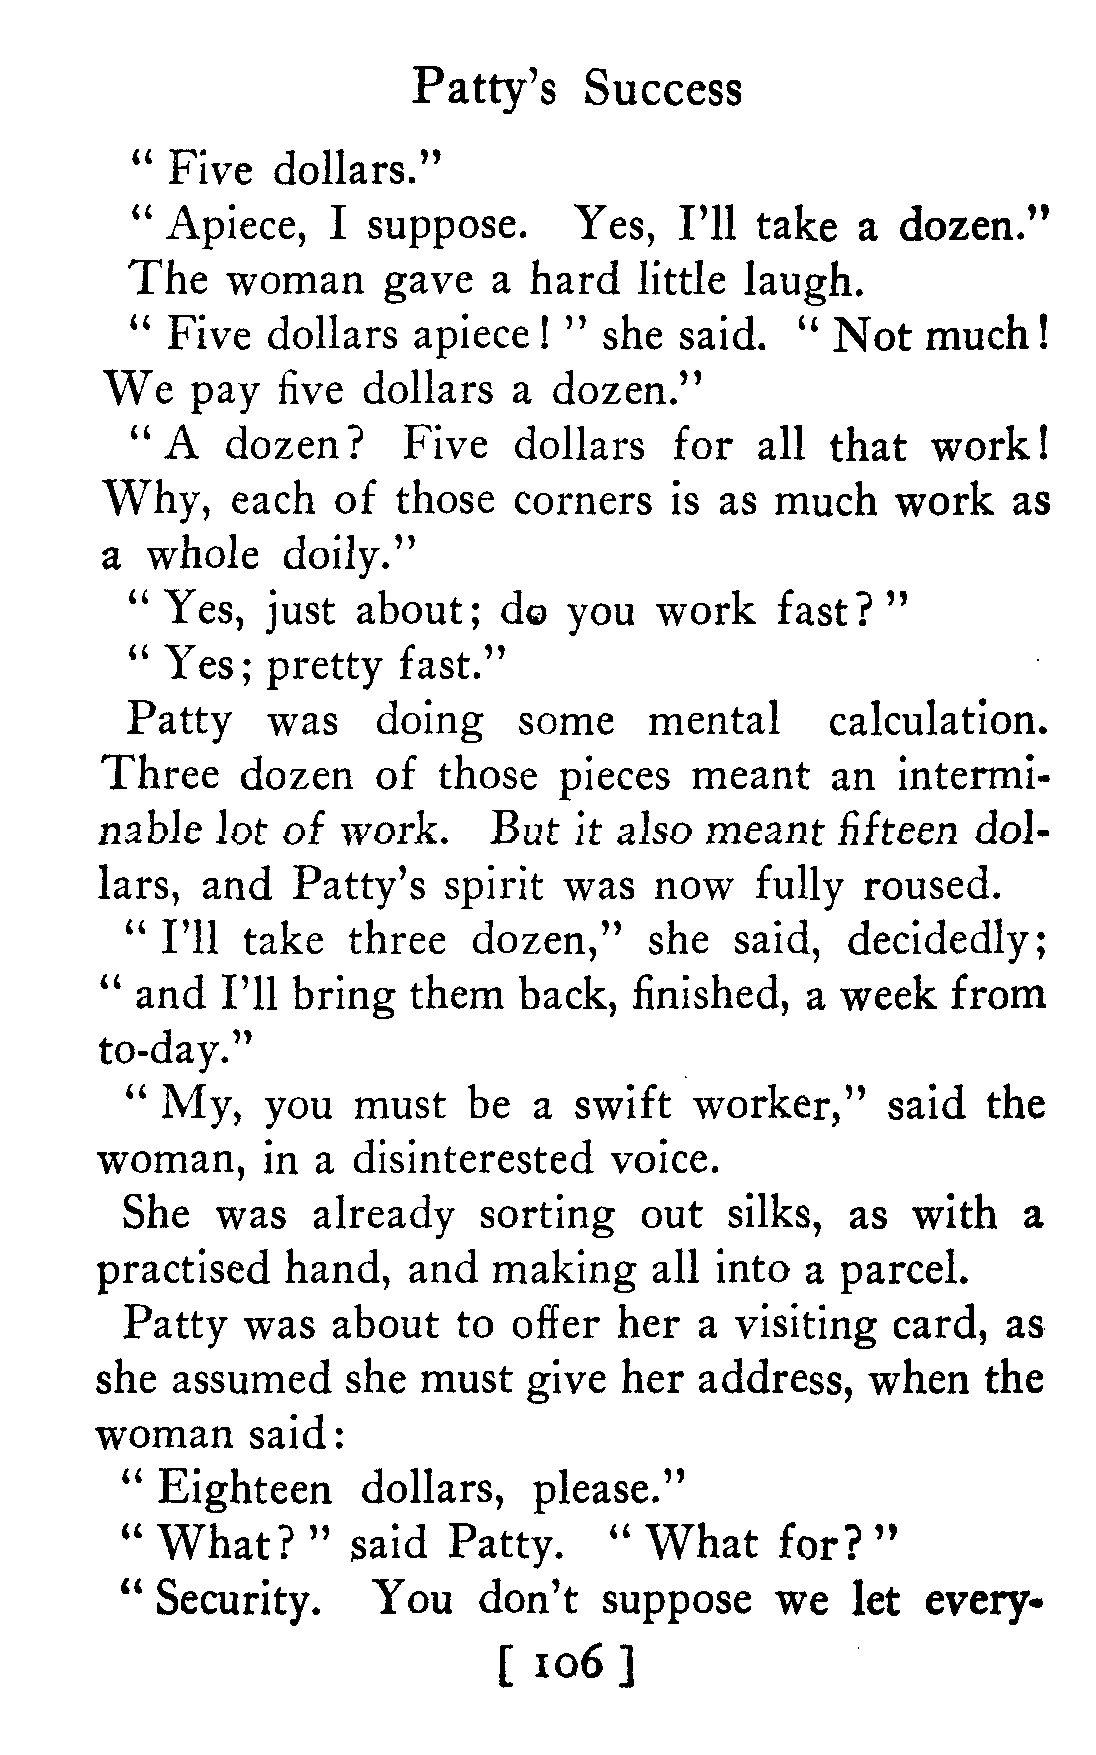 Patty's Success
" Five dollars."
" Apiece, I suppose. Yes, I'll take a dozen."
The woman gave a hard little laugh.
" Five dollars apiece! " she said. " Not much!
We pay five dollars a dozen."
" A dozen? Five dollars for all that work!
Why, each of those corners is as much work as
a whole doily."
" Yes, just about; do you work fast? "
" Yes; pretty fast."
Patty was doing some mental calculation.
Three dozen of those pieces meant an intermi-
nable lot of work. But it also meant fifteen dol-
lars, and Patty's spirit was now fully roused.
" I'll take three dozen," she said, decidedly;
" and I'll bring them back, finished, a week from
to-day."
" My, you must be a swift worker," said the
woman, in a disinterested voice.
She was already sorting out silks, as with a
practised hand, and making all into a parcel.
Patty was about to offer her a visiting card, as
she assumed she must give her address, when the
woman said:
" Eighteen dollars, please."
" What? " said Patty. " What for? "
" Security. You don't suppose we let every-
[ 106 ]